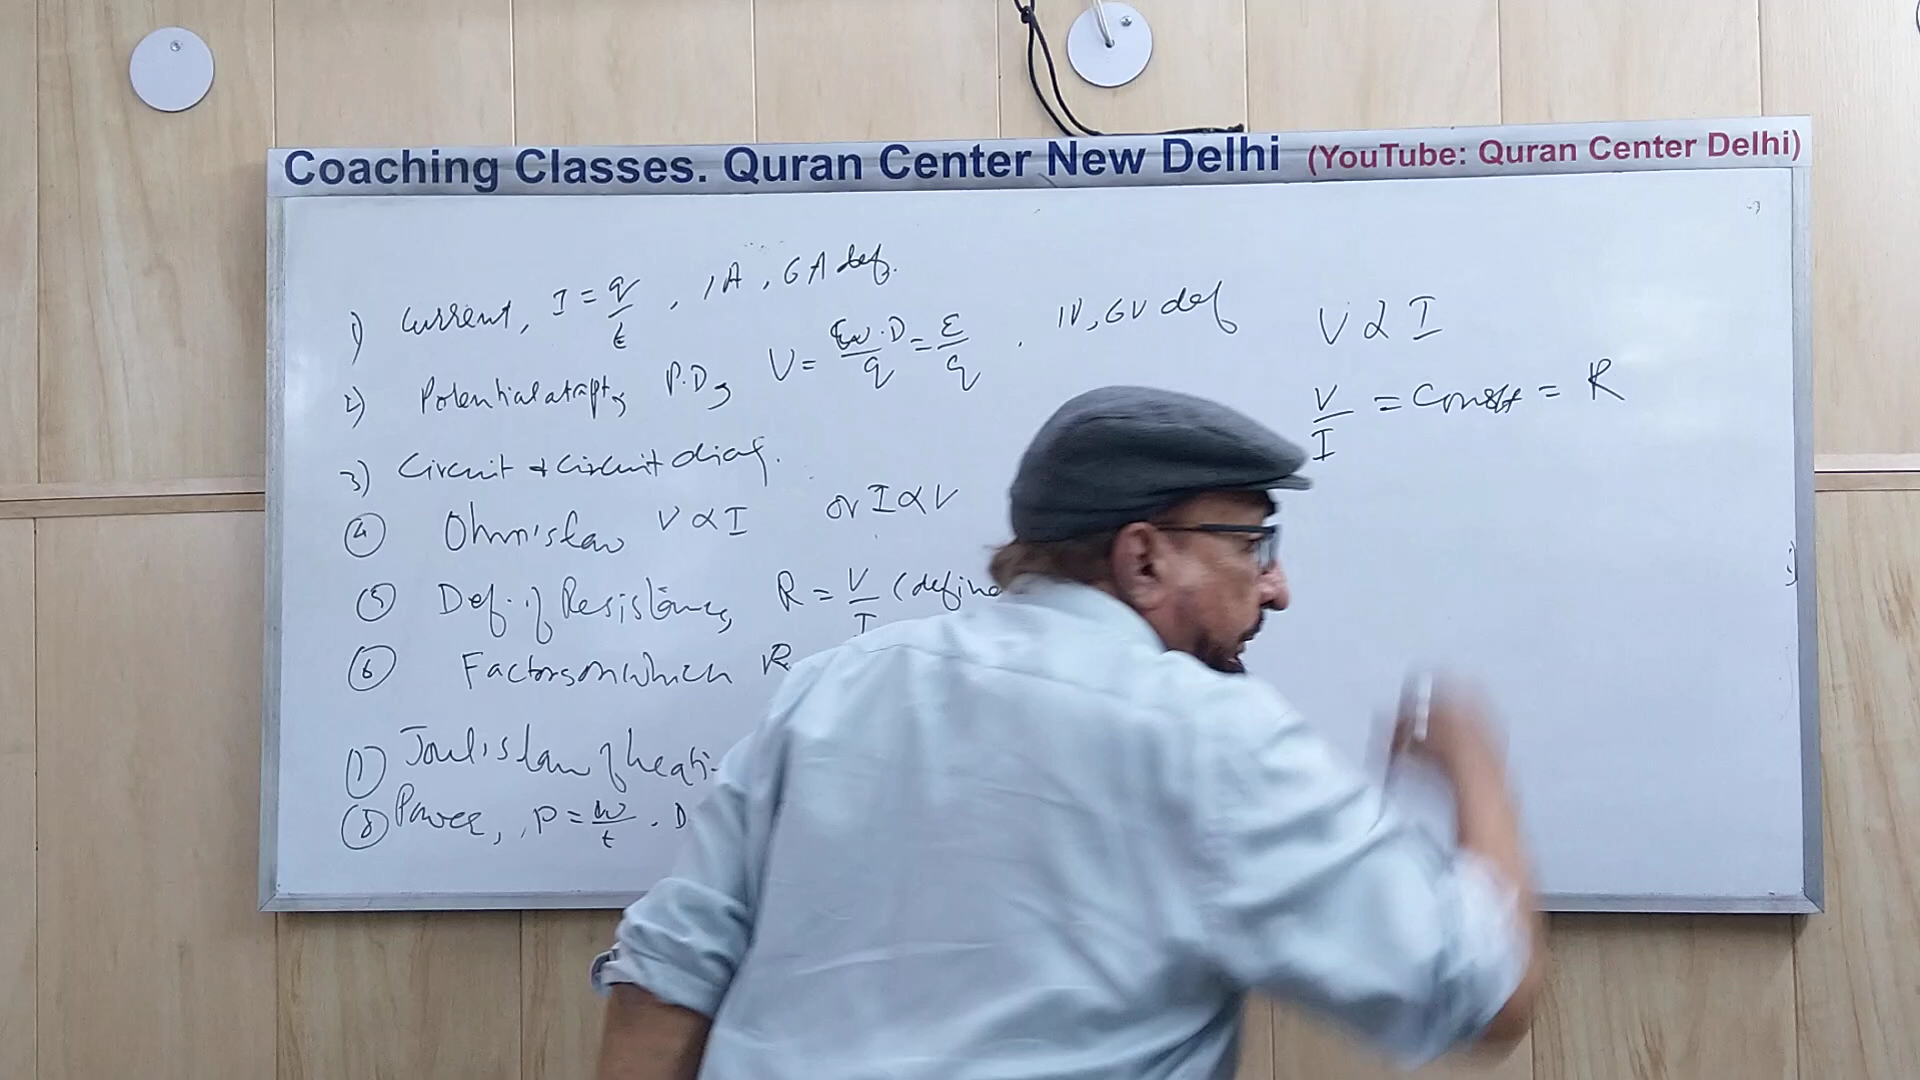 Coaching Classes. Quran Center New Delhi (YouTube: Quran Center Delhi)
1) Current, I = q/t , 1A, 6A def.
2) Potential at a pt, P.D, V = W.D/q = E/q . 1V, 6V def
3) Circuit + Circuit diag.
④ Ohm's law V ∝ I or I ∝ V
⑤ Def. of Resistance, R = V/I (define
⑥ Factors on which R
⑦ Joul's law of heati
⑧ Power, P = W/t . D
V ∝ I
V/I = Const = R